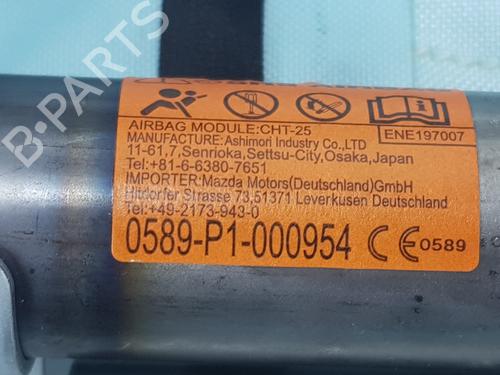 AIRBAG MODULE:CHT-25
MANUFACTURE:Ashimori Industry Co.,LTD
11-61,7,Senrioka,Settsu-City,Osaka,Japan
Tel:+81-6-6380-7651
IMPORTER:Mazda Motors(Deutschland)GmbH
Hitdorfer Strasse 73,51371 Leverkusen Deutschland
Tel:+49-2173-943-0
ENE197007
0589-P1-000954 CE 0589
B-PARTS